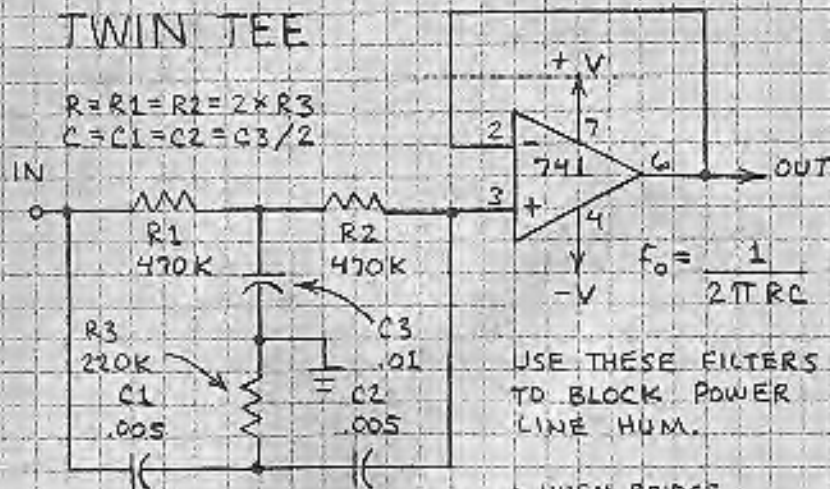 TWIN TEE
R=R1=R2=2×R3
C=C1=C2=C3/2
IN
R1
470K
R2
470K
R3
220K
C1
.005
C3
.01
C2
.005
+V
2
-
7
741
6
OUT
3
+
4
-V
f₀ = 1
2πRC
USE THESE FILTERS
TO BLOCK POWER
LINE HUM.